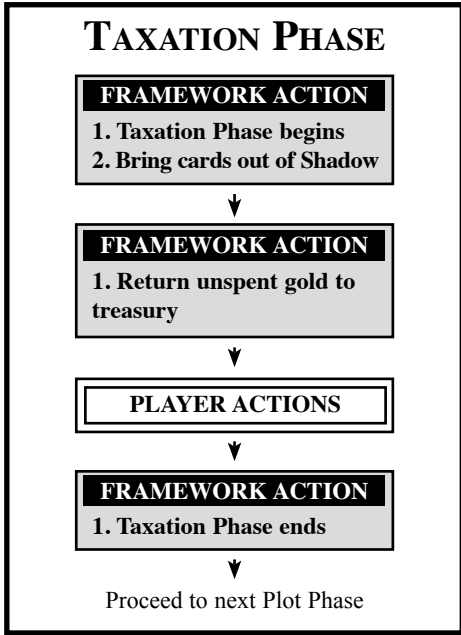 TAXATION PHASE
FRAMEWORK ACTION
1. Taxation Phase begins
2. Bring cards out of Shadow
FRAMEWORK ACTION
1. Return unspent gold to
treasury
PLAYER ACTIONS
FRAMEWORK ACTION
1. Taxation Phase ends
Proceed to next Plot Phase